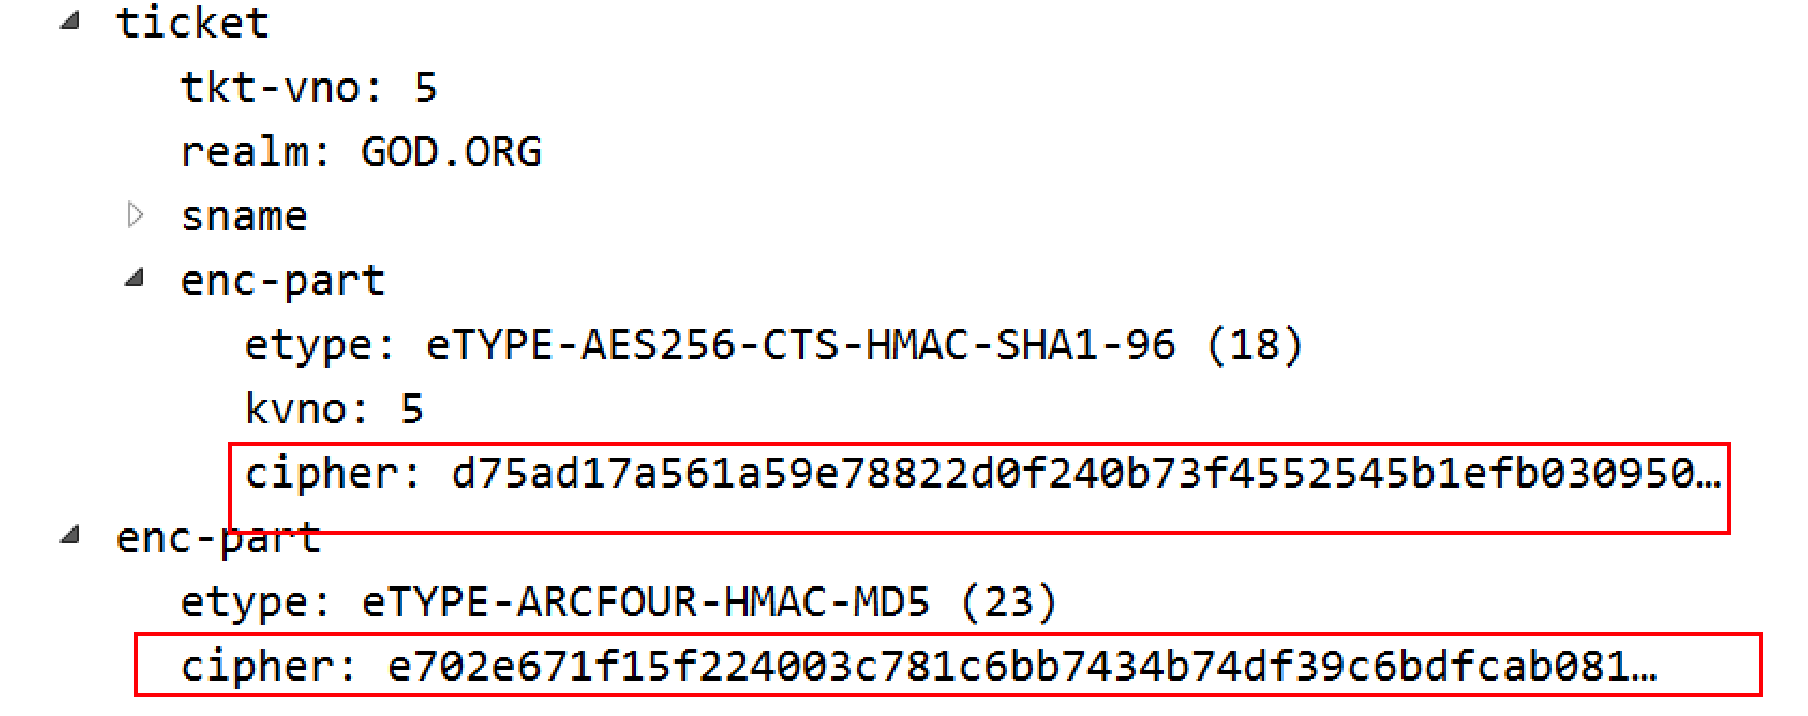 ticket
tkt-vno: 5
realm: GOD.ORG
sname
enc-part
etype: eTYPE-AES256-CTS-HMAC-SHA1-96 (18)
kvno: 5
cipher: d75ad17a561a59e78822d0f240b73f4552545b1efb030950…
enc-part
etype: eTYPE-ARCFOUR-HMAC-MD5 (23)
cipher: e702e671f15f224003c781c6bb7434b74df39c6bdfcab081…